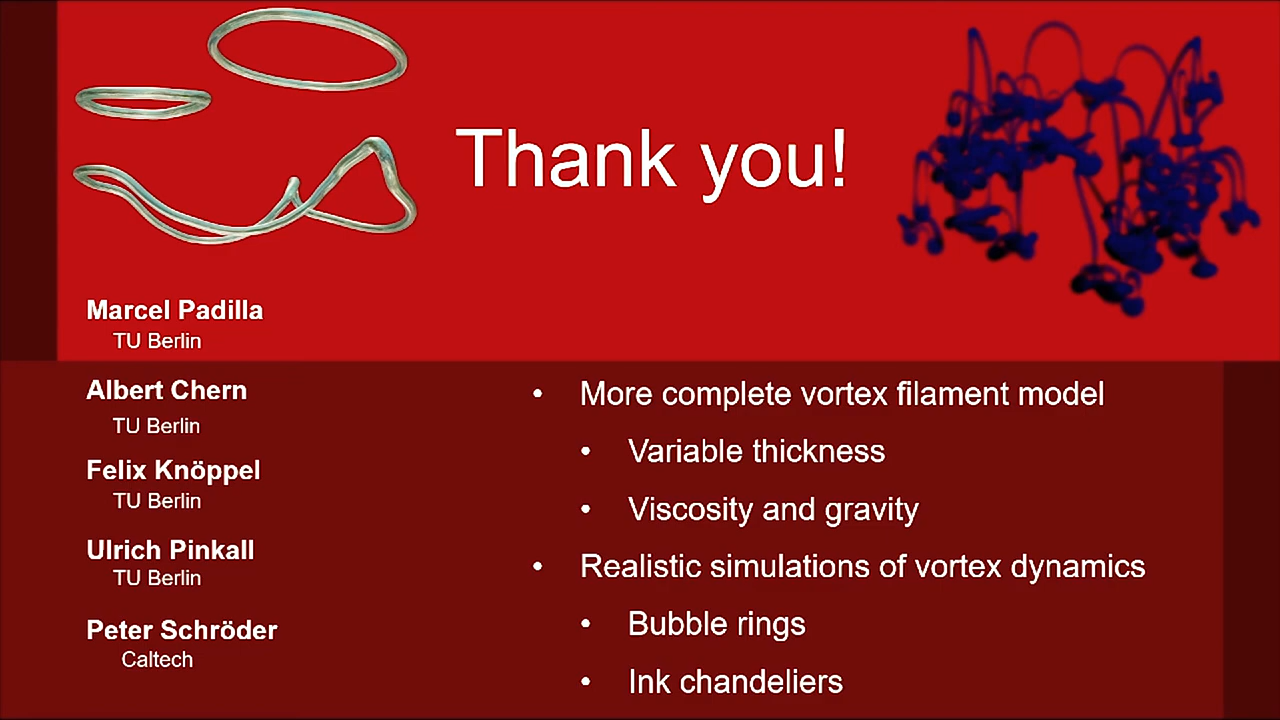 Thank you!
Marcel Padilla
TU Berlin
Albert Chern
TU Berlin
Felix Knöppel
TU Berlin
Ulrich Pinkall
TU Berlin
Peter Schröder
Caltech
• More complete vortex filament model
• Variable thickness
• Viscosity and gravity
• Realistic simulations of vortex dynamics
• Bubble rings
• Ink chandeliers